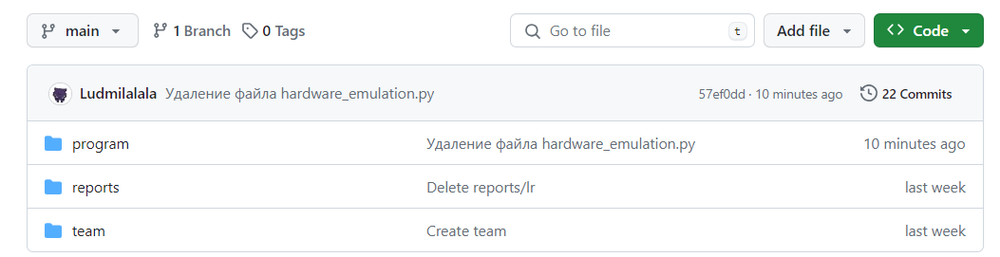 main 1 Branch 0 Tags Go to file t Add file Code
Ludmilalala Удаление файла hardware_emulation.py 57ef0dd · 10 minutes ago 22 Commits
program Удаление файла hardware_emulation.py 10 minutes ago
reports Delete reports/lr last week
team Create team last week